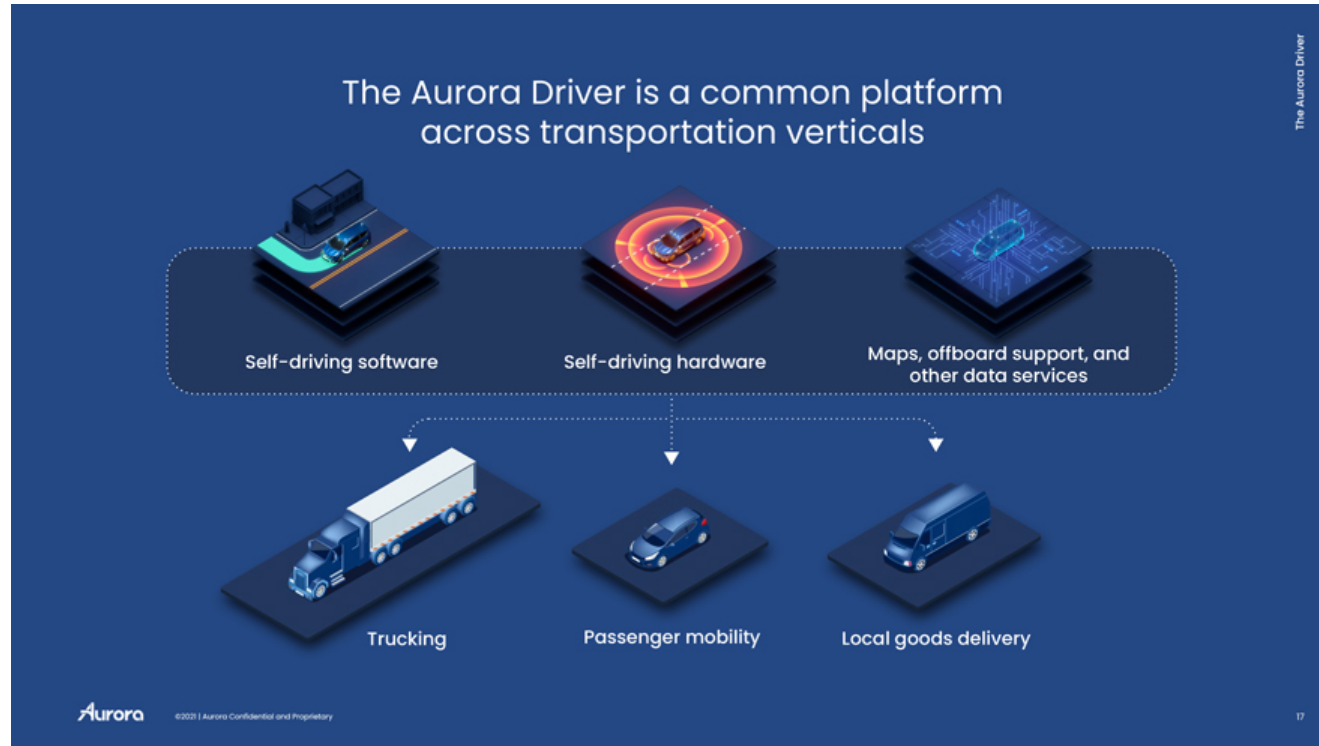 The Aurora Driver is a common platform
across transportation verticals
The Aurora Driver
Self-driving software
Self-driving hardware
Maps, offboard support, and
other data services
Trucking
Passenger mobility
Local goods delivery
Aurora
©2021 | Aurora Confidential and Proprietary
17